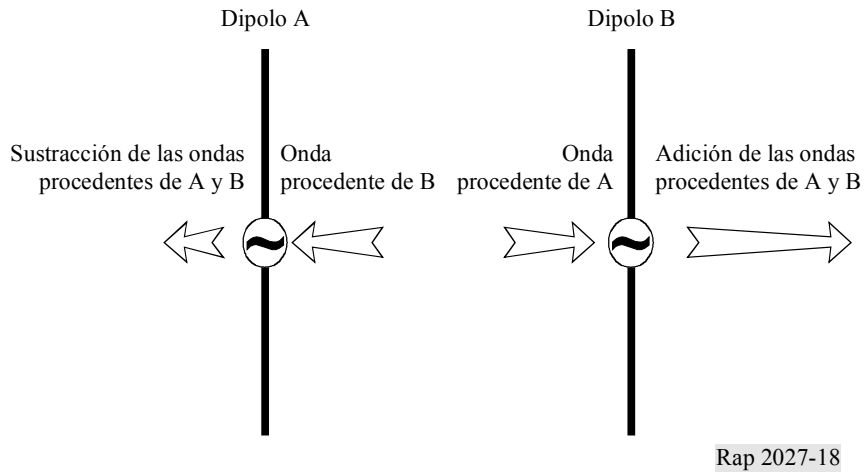 Dipolo A
Dipolo B
Sustracción de las ondas
procedentes de A y B
Onda
procedente de B
Onda
procedente de A
Adición de las ondas
procedentes de A y B
Rap 2027-18